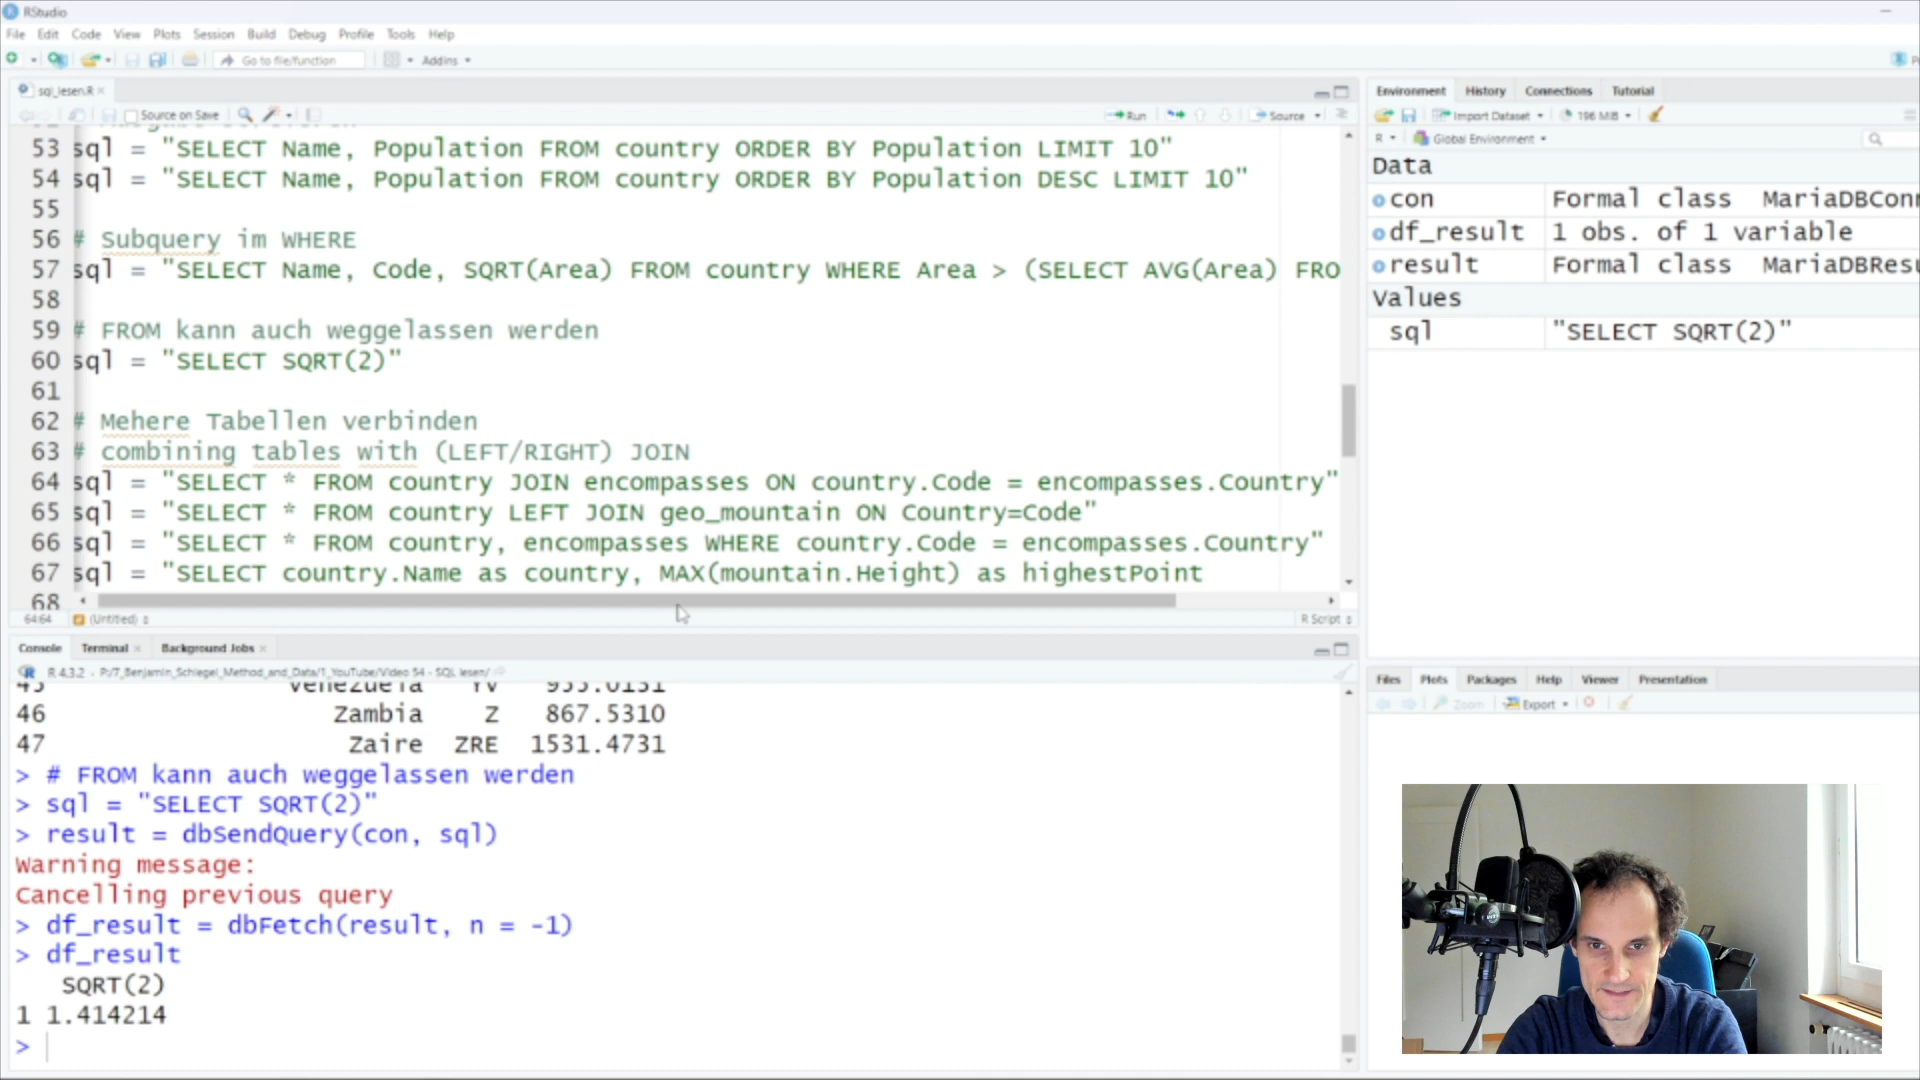 RStudio
File Edit Code View Plots Session Build Debug Profile Tools Help
Go to file/function Addins
sql_lesen.R
Source on Save Run Source
53 sql = "SELECT Name, Population FROM country ORDER BY Population LIMIT 10"
54 sql = "SELECT Name, Population FROM country ORDER BY Population DESC LIMIT 10"
55
56 # Subquery im WHERE
57 sql = "SELECT Name, Code, SQRT(Area) FROM country WHERE Area > (SELECT AVG(Area) FRO
58
59 # FROM kann auch weggelassen werden
60 sql = "SELECT SQRT(2)"
61
62 # Mehere Tabellen verbinden
63 # combining tables with (LEFT/RIGHT) JOIN
64 sql = "SELECT * FROM country JOIN encompasses ON country.Code = encompasses.Country"
65 sql = "SELECT * FROM country LEFT JOIN geo_mountain ON Country=Code"
66 sql = "SELECT * FROM country, encompasses WHERE country.Code = encompasses.Country"
67 sql = "SELECT country.Name as country, MAX(mountain.Height) as highestPoint
68
64:64 (Untitled) R Script
Console Terminal Background Jobs
R 4.3.2 · P:/7_Benjamin_Schlegel_Method_and_Data/1_YouTube/Video 54 - SQL lesen/
45 Venezuela YV 955.0151
46 Zambia Z 867.5310
47 Zaire ZRE 1531.4731
> # FROM kann auch weggelassen werden
> sql = "SELECT SQRT(2)"
> result = dbSendQuery(con, sql)
Warning message:
Cancelling previous query
> df_result = dbFetch(result, n = -1)
> df_result
SQRT(2)
1 1.414214
>
Environment History Connections Tutorial
Import Dataset 196 MiB
R Global Environment
Data
con Formal class MariaDBConn
df_result 1 obs. of 1 variable
result Formal class MariaDBResu
Values
sql "SELECT SQRT(2)"
Files Plots Packages Help Viewer Presentation
Zoom Export